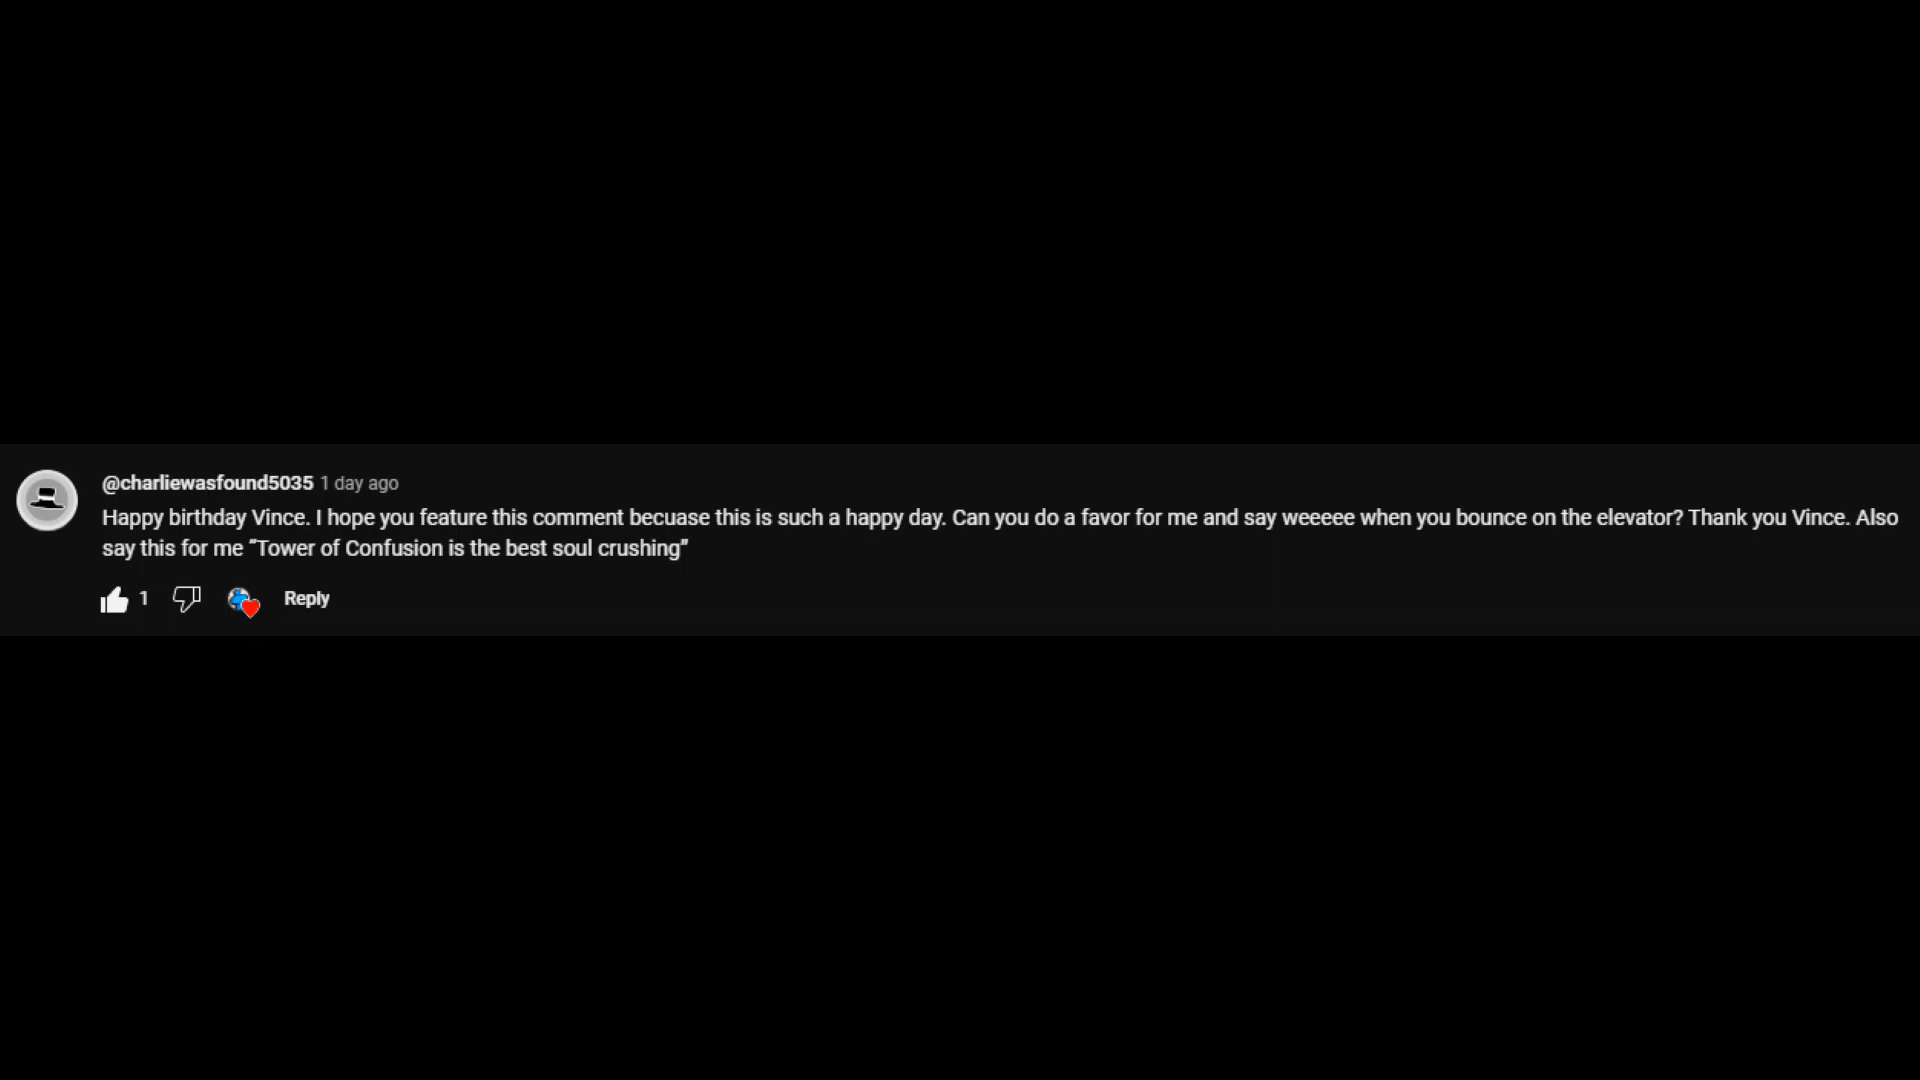 @charliewasfound5035 1 day ago
Happy birthday Vince. I hope you feature this comment becuase this is such a happy day. Can you do a favor for me and say weeeee when you bounce on the elevator? Thank you Vince. Also
say this for me “Tower of Confusion is the best soul crushing”
1 Reply